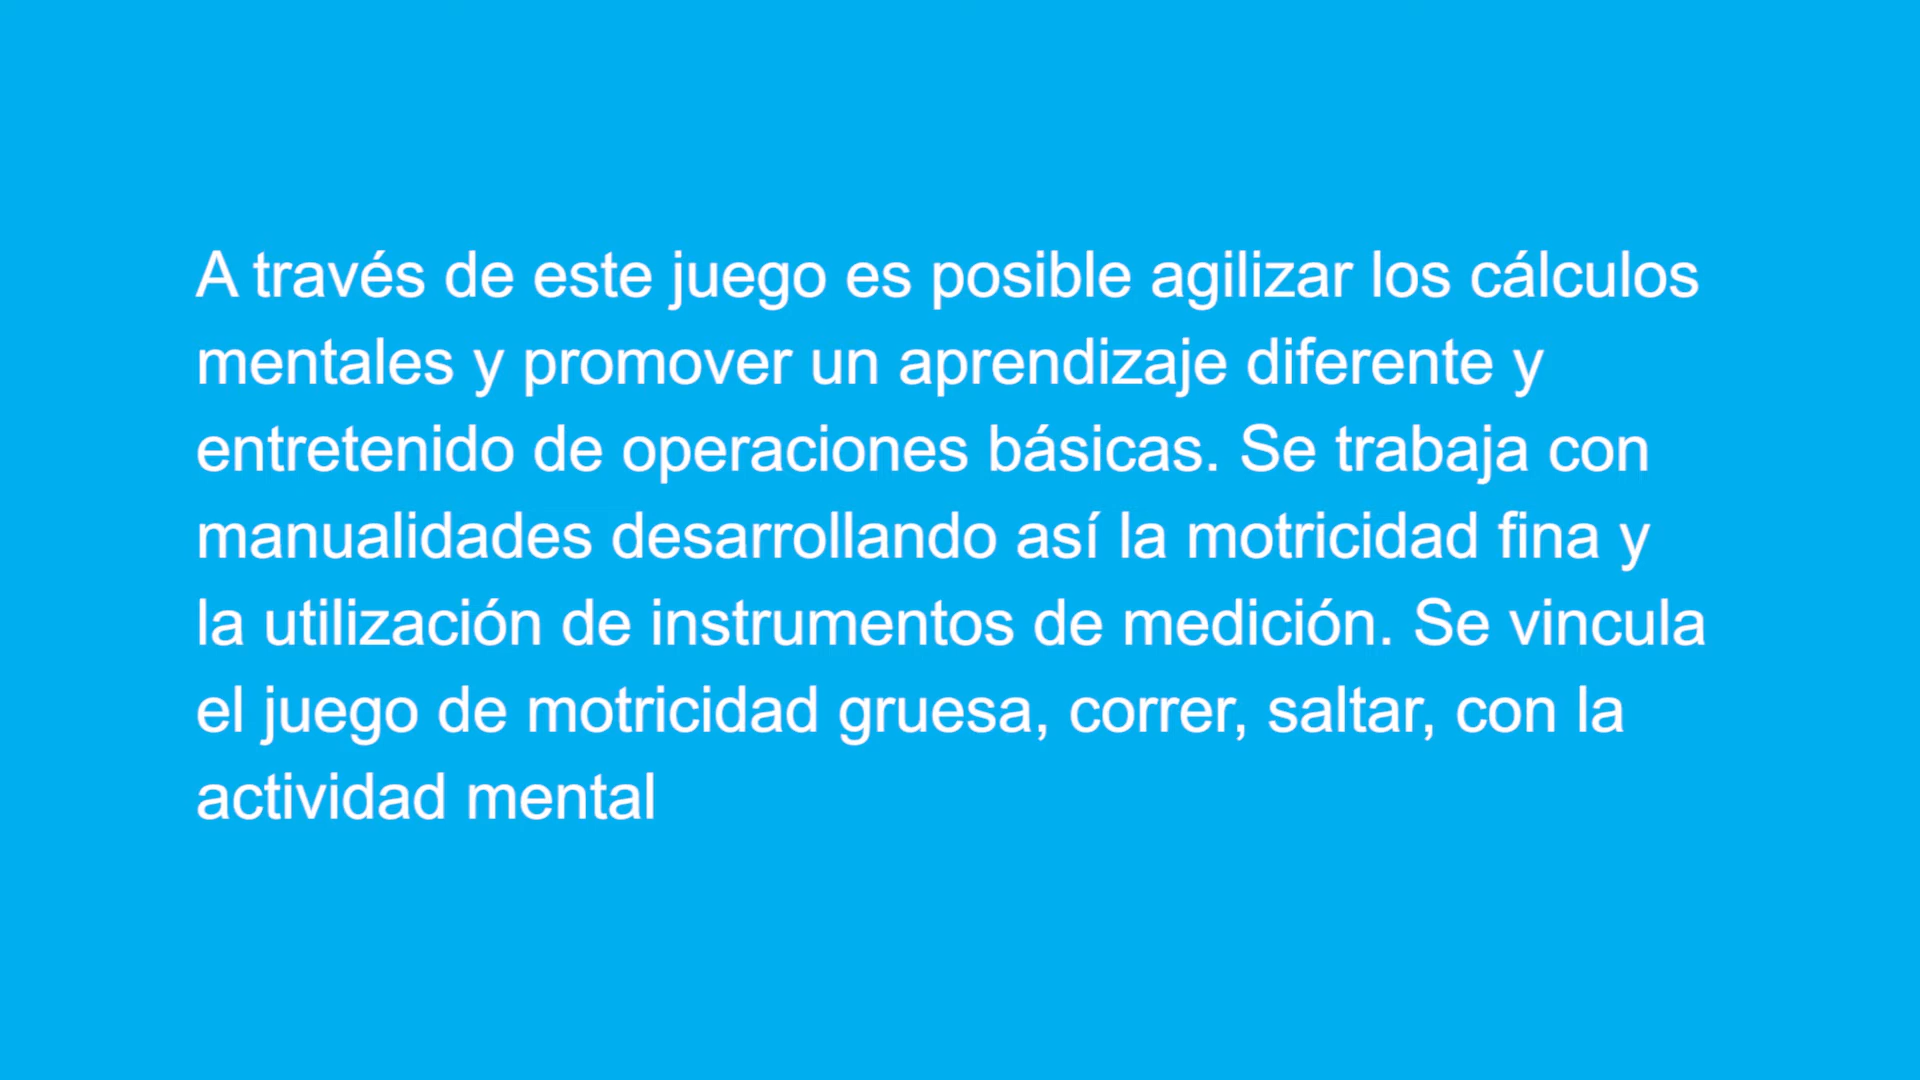 A través de este juego es posible agilizar los cálculos
mentales y promover un aprendizaje diferente y
entretenido de operaciones básicas. Se trabaja con
manualidades desarrollando así la motricidad fina y
la utilización de instrumentos de medición. Se vincula
el juego de motricidad gruesa, correr, saltar, con la
actividad mental